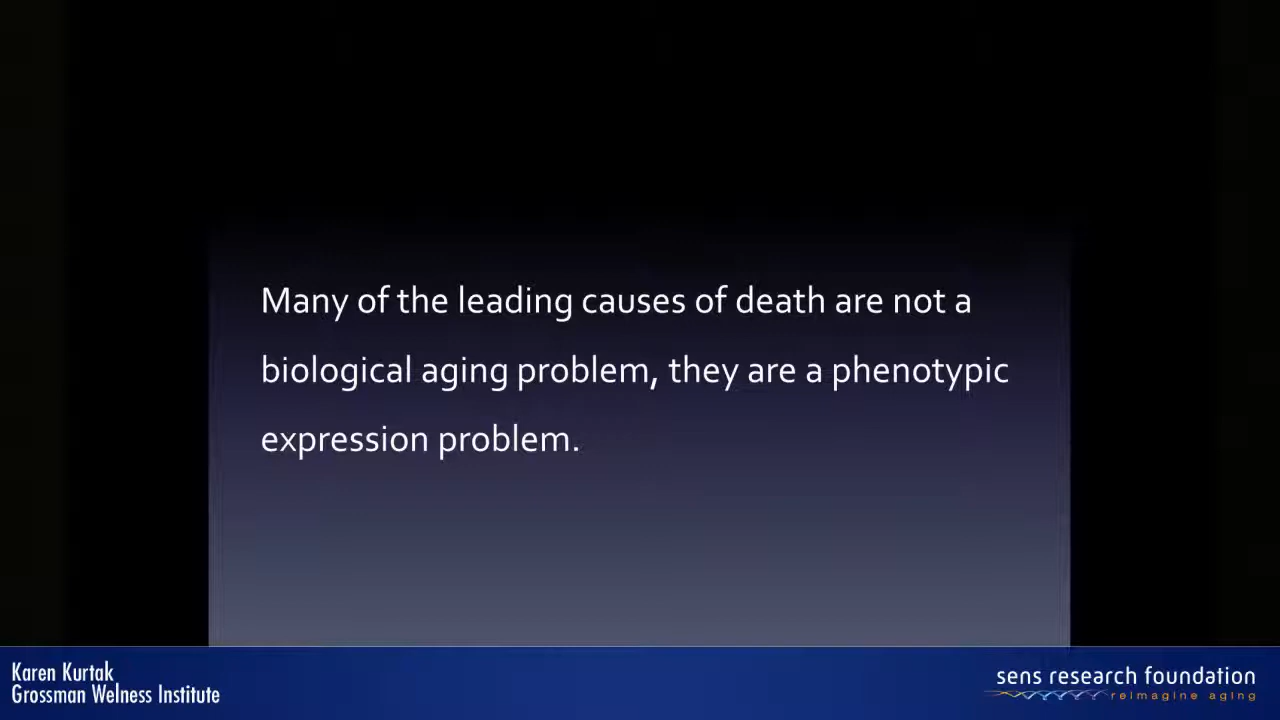 Many of the leading causes of death are not a
biological aging problem, they are a phenotypic
expression problem.
Karen Kurtak
Grossman Welness Institute
sens research foundation
reimagine aging